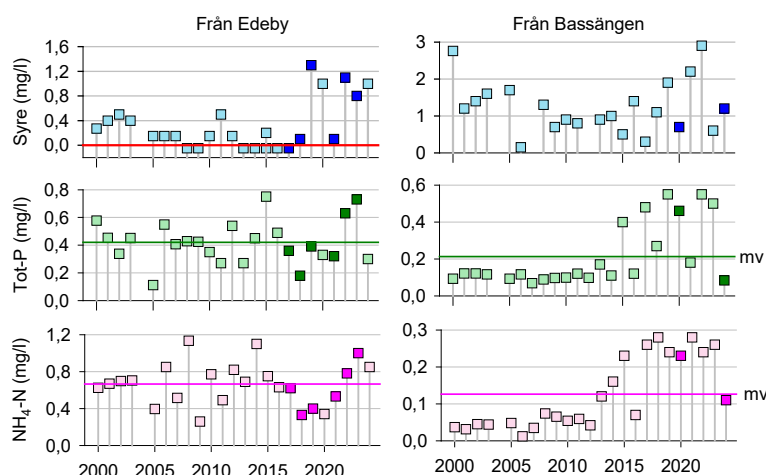 Från Edeby
Från Bassängen
Syre (mg/l)
1,6
1,2
0,8
0,4
0,0
3
2
1
0
Tot-P (mg/l)
0,8
0,6
0,4
0,2
0,0
0,6
0,4
0,2
0,0
mv
NH4-N (mg/l)
1,2
0,8
0,4
0,0
0,3
0,2
0,1
0,0
mv
2000 2005 2010 2015 2020
2000 2005 2010 2015 2020